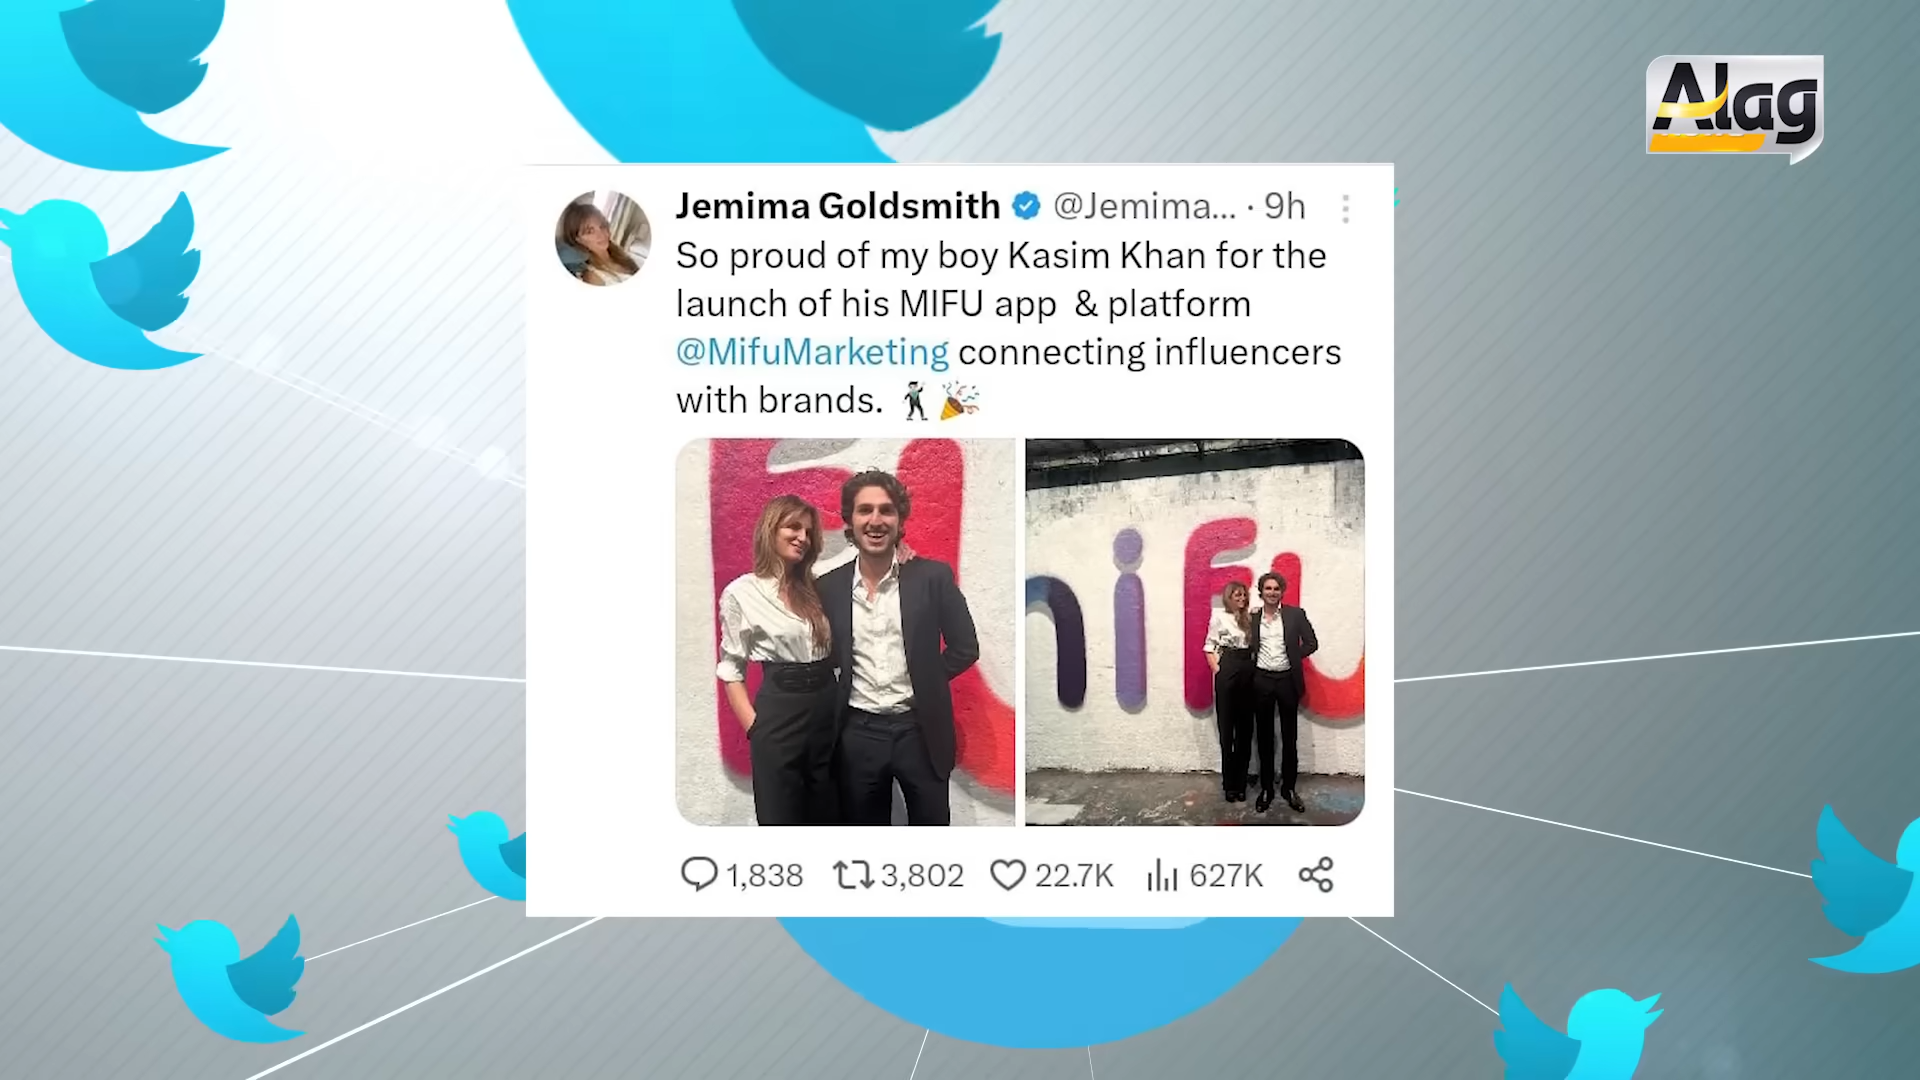 Alag
Jemima Goldsmith @Jemima... · 9h
So proud of my boy Kasim Khan for the
launch of his MIFU app & platform
@MifuMarketing connecting influencers
with brands. 🕺🏻🎉
mifu
1,838 3,802 22.7K 627K